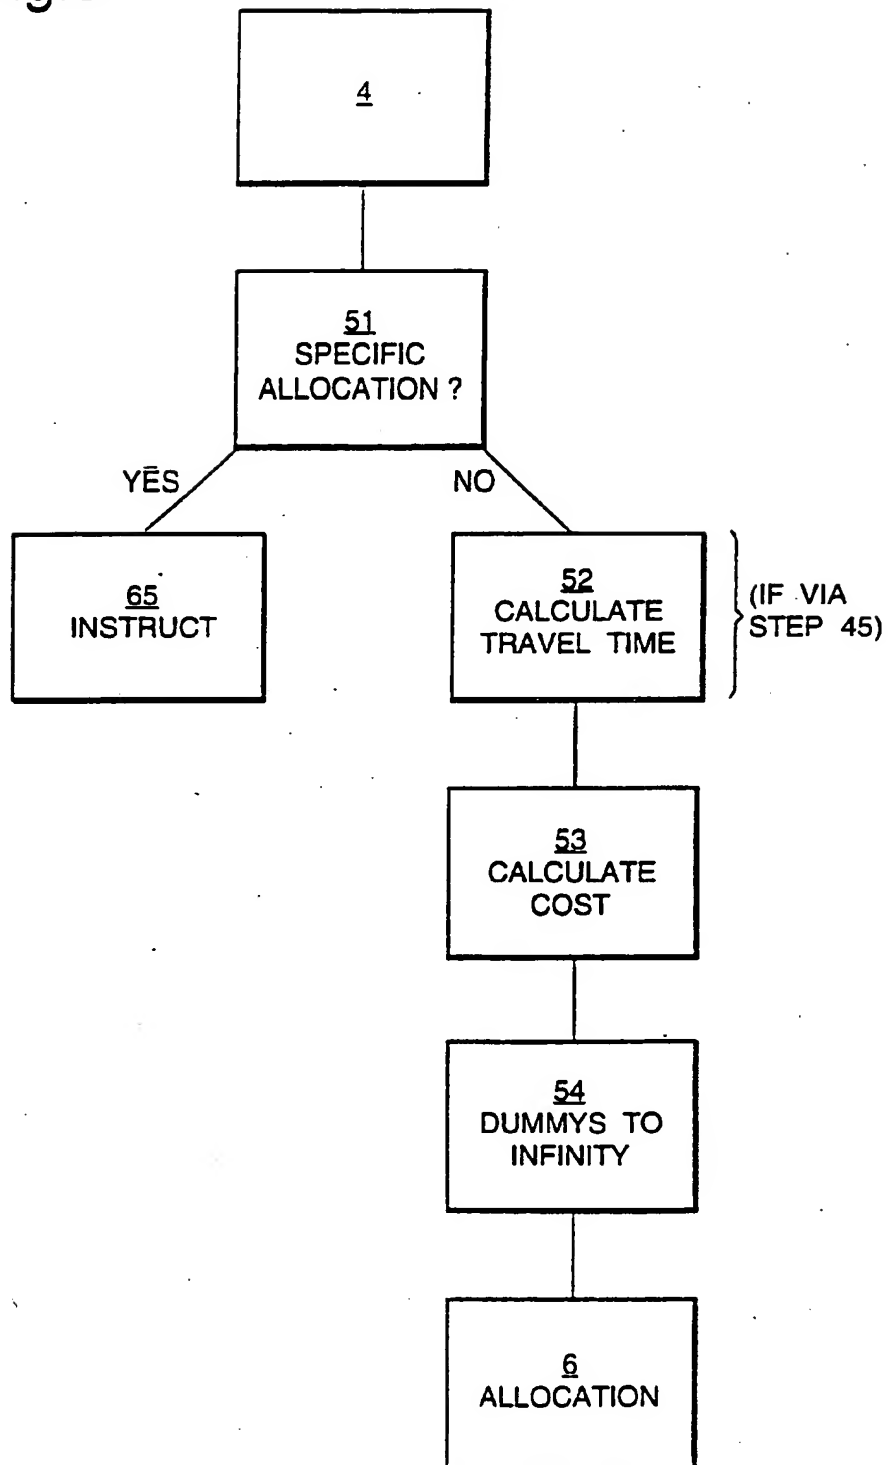 4
51
SPECIFIC
ALLOCATION ?
YES
NO
65
INSTRUCT
52
CALCULATE
TRAVEL TIME
(IF VIA
STEP 45)
53
CALCULATE
COST
54
DUMMYS TO
INFINITY
6
ALLOCATION